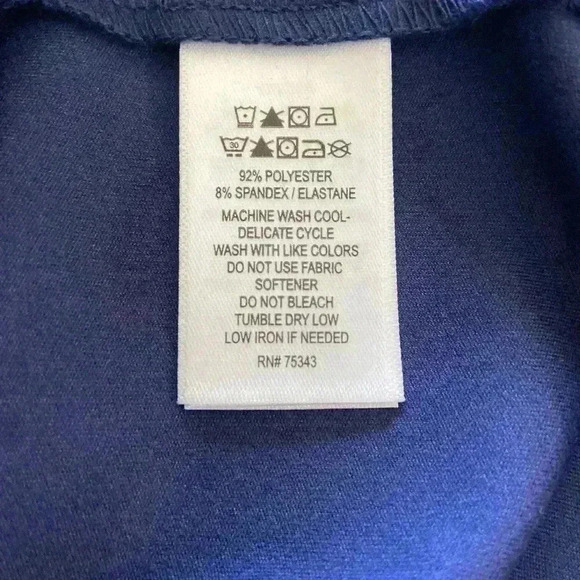 30
92% POLYESTER
8% SPANDEX / ELASTANE
MACHINE WASH COOL-
DELICATE CYCLE
WASH WITH LIKE COLORS
DO NOT USE FABRIC
SOFTENER
DO NOT BLEACH
TUMBLE DRY LOW
LOW IRON IF NEEDED
RN# 75343